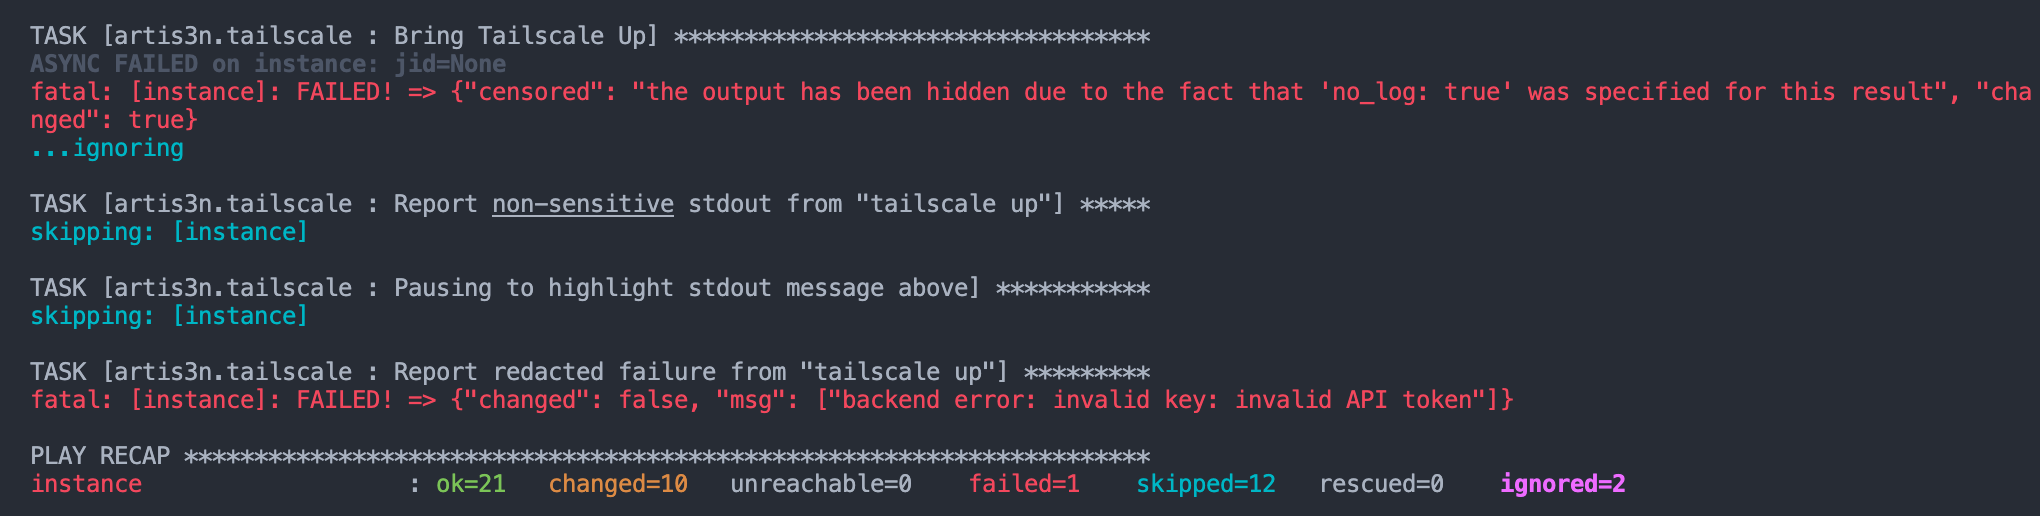 TASK [artis3n.tailscale : Bring Tailscale Up] **********************************
ASYNC FAILED on instance: jid=None
fatal: [instance]: FAILED! => {"censored": "the output has been hidden due to the fact that 'no_log: true' was specified for this result", "cha
nged": true}
...ignoring
TASK [artis3n.tailscale : Report non-sensitive stdout from "tailscale up"] *****
skipping: [instance]
TASK [artis3n.tailscale : Pausing to highlight stdout message above] ***********
skipping: [instance]
TASK [artis3n.tailscale : Report redacted failure from "tailscale up"] *********
fatal: [instance]: FAILED! => {"changed": false, "msg": ["backend error: invalid key: invalid API token"]}
PLAY RECAP *********************************************************************
instance                   : ok=21   changed=10   unreachable=0    failed=1    skipped=12   rescued=0    ignored=2